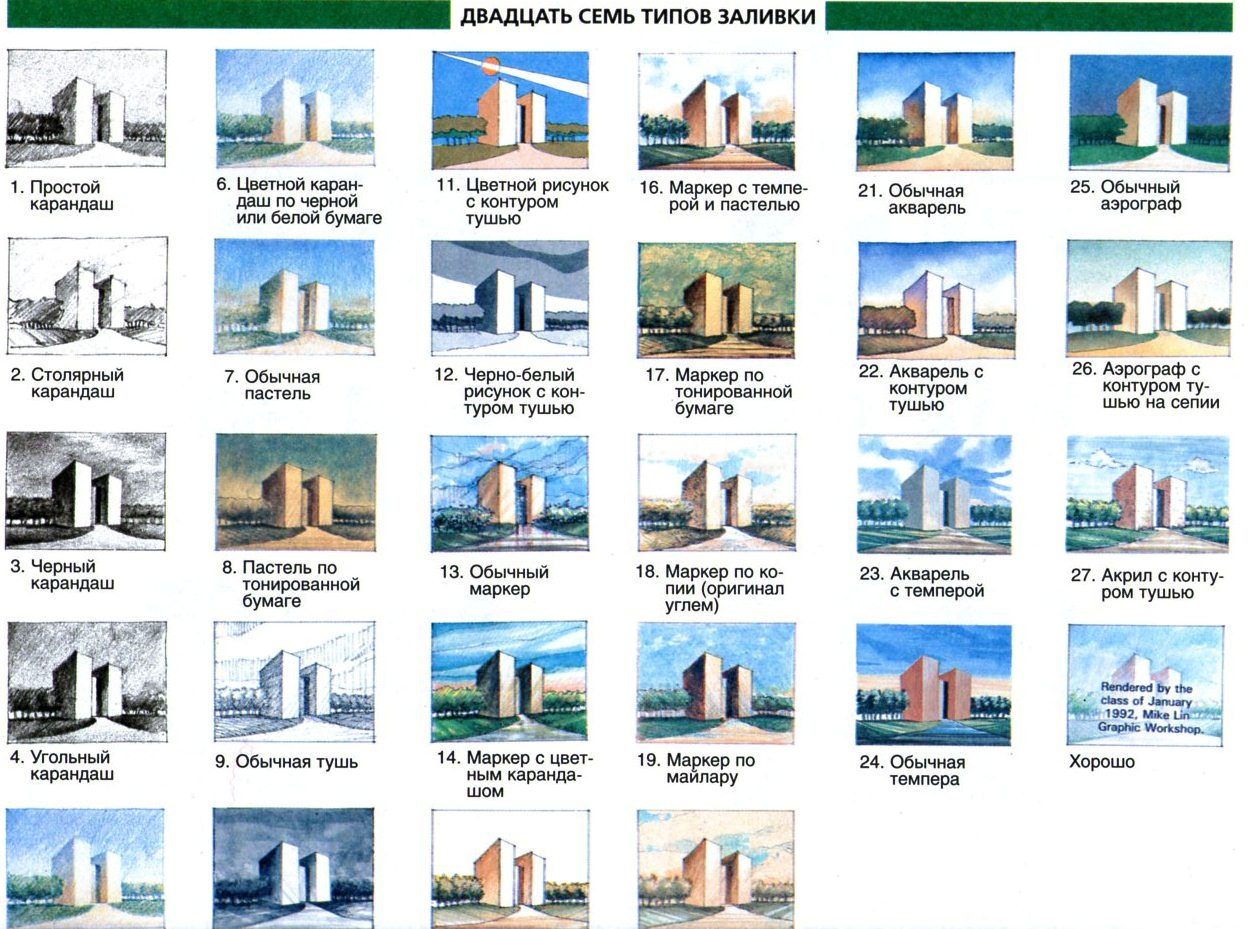 ДВАДЦАТЬ СЕМЬ ТИПОВ ЗАЛИВКИ
1. Простой
карандаш
2. Столярный
карандаш
3. Черный
карандаш
4. Угольный
карандаш
6. Цветной каран-
даш по черной
или белой бумаге
7. Обычная
пастель
8. Пастель по
тонированной
бумаге
9. Обычная тушь
11. Цветной рисунок
с контуром
тушью
12. Черно-белый
рисунок с кон-
туром тушью
13. Обычный
маркер
14. Маркер с цвет-
ным каранда-
шом
16. Маркер с темпе-
рой и пастелью
17. Маркер по
тонированной
бумаге
18. Маркер по ко-
пии (оригинал
углем)
19. Маркер по
майлару
21. Обычная
акварель
22. Акварель с
контуром
тушью
23. Акварель
с темперой
24. Обычная
темпера
25. Обычный
аэрограф
26. Аэрограф с
контуром ту-
шью на сепии
27. Акрил с конту-
ром тушью
Rendered by the
class of January
1992, Mike Lin
Graphic Workshop.
Хорошо